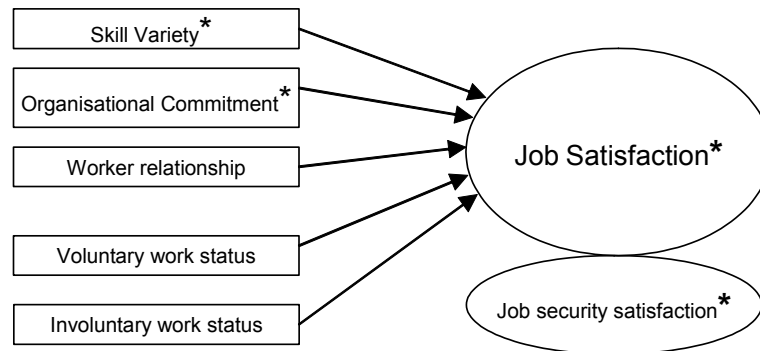 Skill Variety*
Organisational Commitment*
Worker relationship
Voluntary work status
Involuntary work status
Job Satisfaction*
Job security satisfaction*